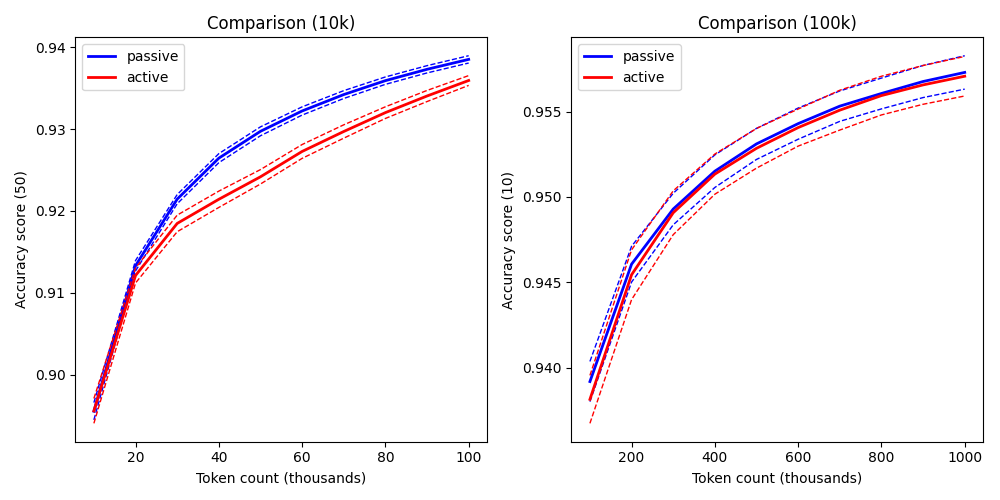 Comparison (10k)
passive
active
0.94
0.93
0.92
0.91
0.90
Accuracy score (50)
20
40
60
80
100
Token count (thousands)
Comparison (100k)
passive
active
0.955
0.950
0.945
0.940
Accuracy score (10)
200
400
600
800
1000
Token count (thousands)